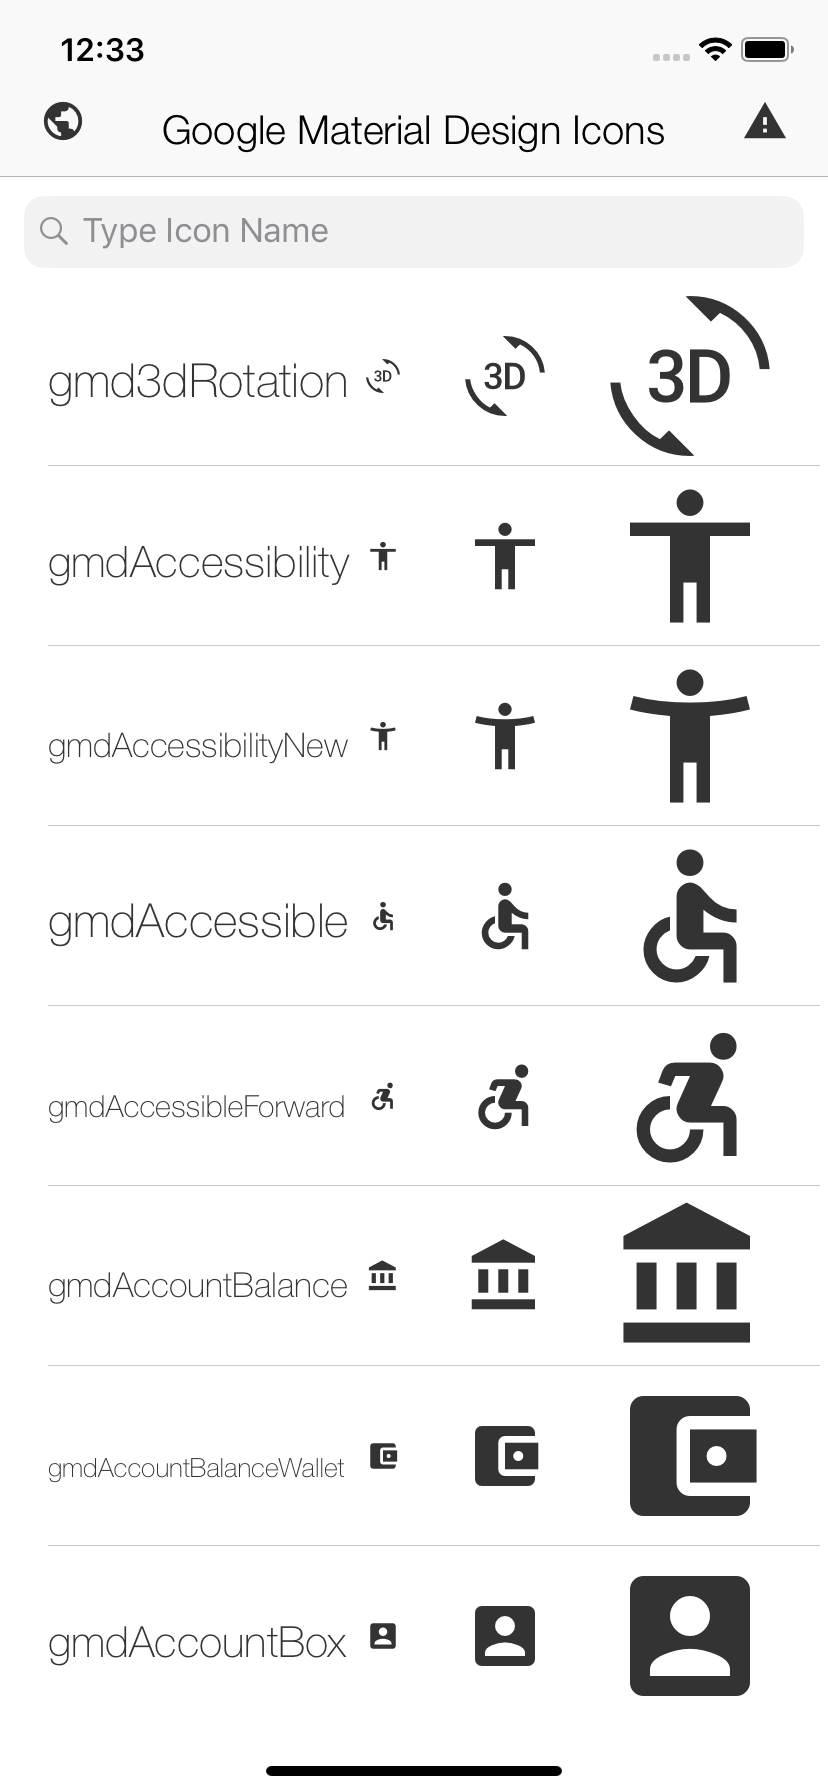 12:33
Google Material Design Icons
Type Icon Name
gmd3dRotation 3D 3D 3D
gmdAccessibility
gmdAccessibilityNew
gmdAccessible
gmdAccessibleForward
gmdAccountBalance
gmdAccountBalanceWallet
gmdAccountBox